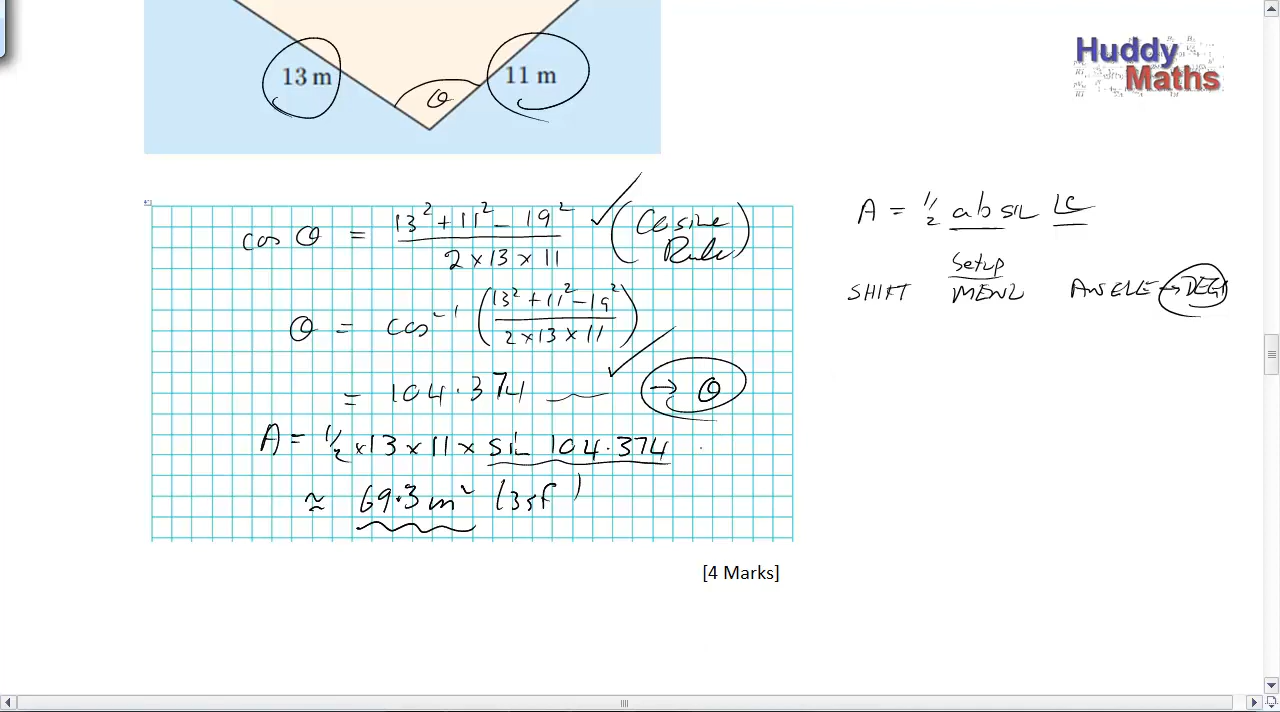 13 m
11 m
θ
Huddy
Maths
cos θ = 13² + 11² – 19² / 2 × 13 × 11 ✓ (Cosine Rule)
θ = cos⁻¹ (13² + 11² – 19² / 2 × 13 × 11)
= 104.374 ✓ → θ
A = ½ × 13 × 11 × sin 104.374
≈ 69.3 m² (3sf)
[4 Marks]
A = ½ ab sin ∠C
Setup
SHIFT MENU ANGLE → DEG